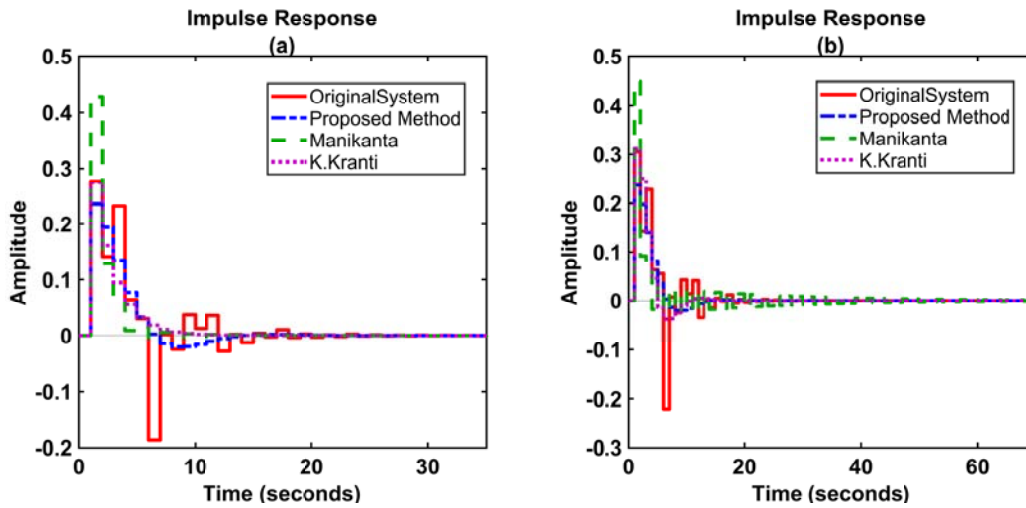 Impulse Response
(a)
0.5
0.4
0.3
0.2
0.1
0
-0.1
-0.2
Amplitude
OriginalSystem
Proposed Method
Manikanta
K.Kranti
0
10
20
30
Time (seconds)
Impulse Response
(b)
0.5
0.4
0.3
0.2
0.1
0
-0.1
-0.2
-0.3
Amplitude
OriginalSystem
Proposed Method
Manikanta
K.Kranti
0
20
40
60
Time (seconds)